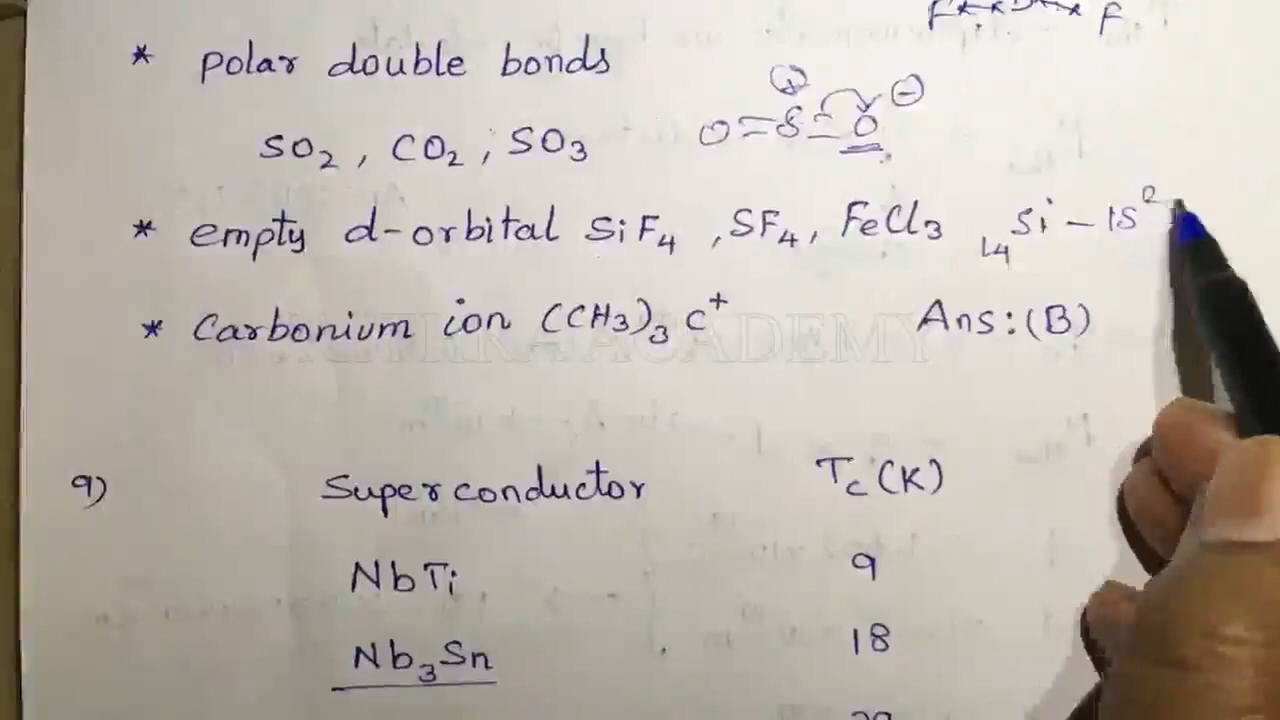 F F
* polar double bonds
SO2, CO2, SO3 O=S=O + -
* empty d-orbital SiF4, SF4, FeCl3 14Si - 1S2
* Carbonium ion (CH3)3C+ Ans:(B)
9) Superconductor Tc(K)
NbTi 9
Nb3Sn 18